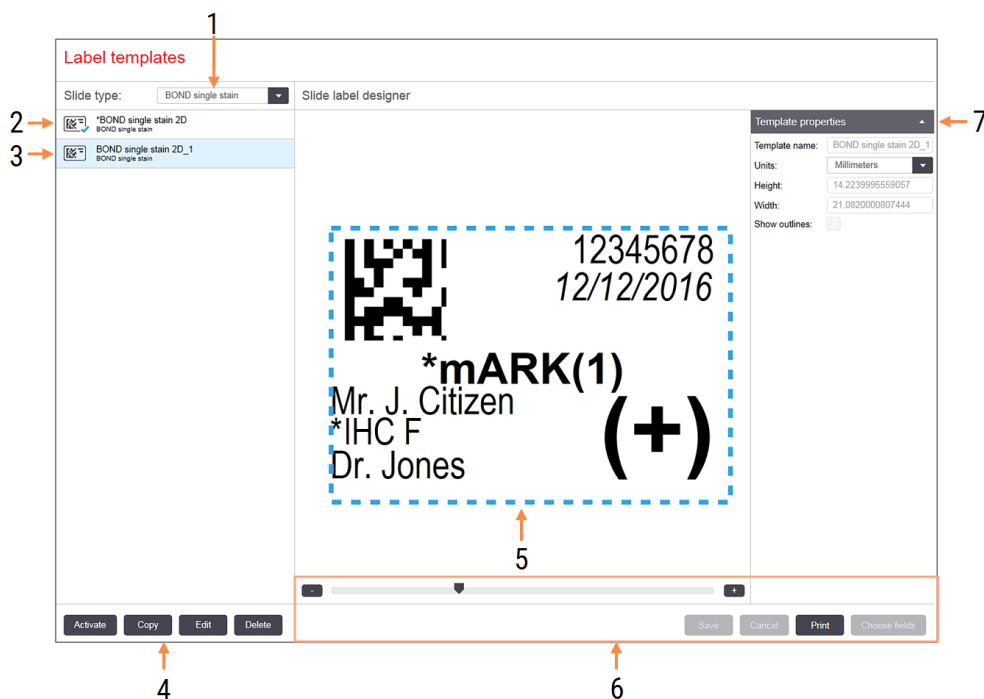 1
Label templates
Slide type: BOND single stain
Slide label designer
2
*BOND single stain 2D
BOND single stain
3
BOND single stain 2D_1
BOND single stain
Template properties
7
Template name: BOND single stain 2D_1
Units: Millimeters
Height: 14.2239995559057
Width: 21.0820000807444
Show outlines:
12345678
12/12/2016
*mARK(1)
Mr. J. Citizen
*IHC F
Dr. Jones
(+)
5
- +
Activate Copy Edit Delete
Save Cancel Print Choose fields
4
6